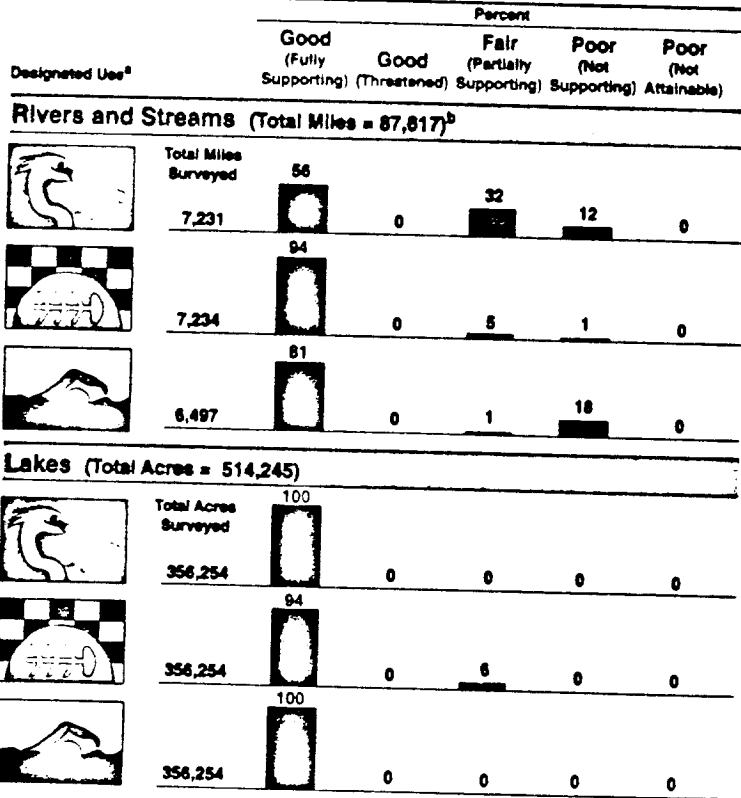 Percent
Designated Useᵃ
Good (Fully Supporting)
Good (Threatened)
Fair (Partially Supporting)
Poor (Not Supporting)
Poor (Not Attainable)
Rivers and Streams (Total Miles = 87,617)ᵇ
Total Miles Surveyed
56
32
12
7,231 0 0
94
7,234 0 5 1 0
81
6,497 0 1 18 0
Lakes (Total Acres = 514,245)
Total Acres Surveyed
100
356,254 0 0 0 0
94
356,254 0 6 0 0
100
356,254 0 0 0 0